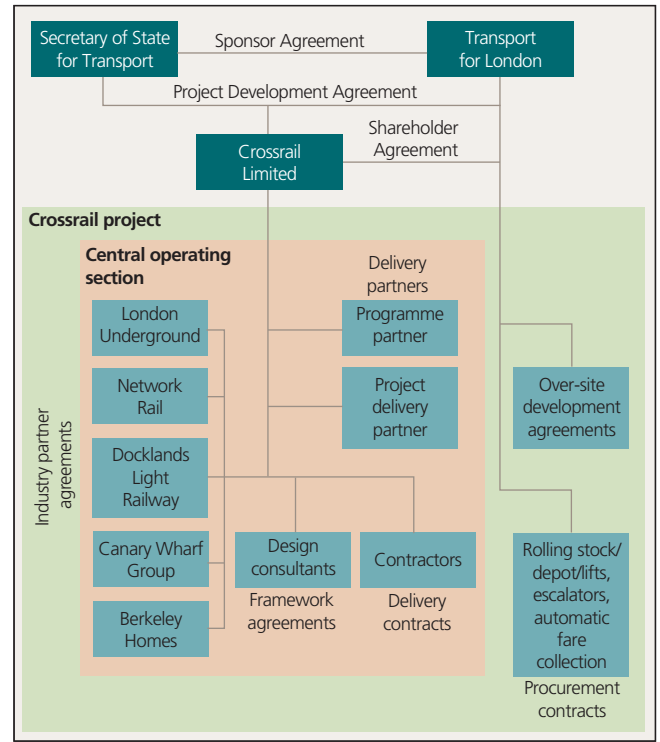 Secretary of State
for Transport
Sponsor Agreement
Transport
for London
Project Development Agreement
Shareholder
Agreement
Crossrail
Limited
Crossrail project
Central operating
section
Delivery
partners
London
Underground
Programme
partner
Network
Rail
Project
delivery
partner
Over-site
development
agreements
Industry partner
agreements
Docklands
Light
Railway
Canary Wharf
Group
Design
consultants
Framework
agreements
Contractors
Delivery
contracts
Rolling stock/
depot/lifts,
escalators,
automatic
fare
collection
Procurement
contracts
Berkeley
Homes